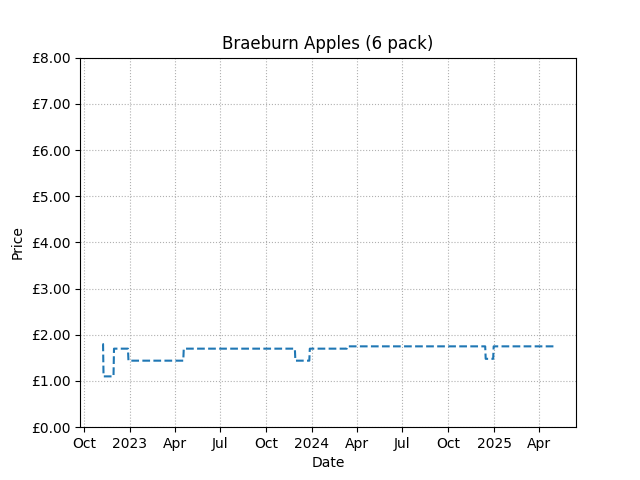 Braeburn Apples (6 pack)
£8.00
£7.00
£6.00
£5.00
£4.00
£3.00
£2.00
£1.00
£0.00
Price
Oct 2023 Apr Jul Oct 2024 Apr Jul Oct 2025 Apr
Date